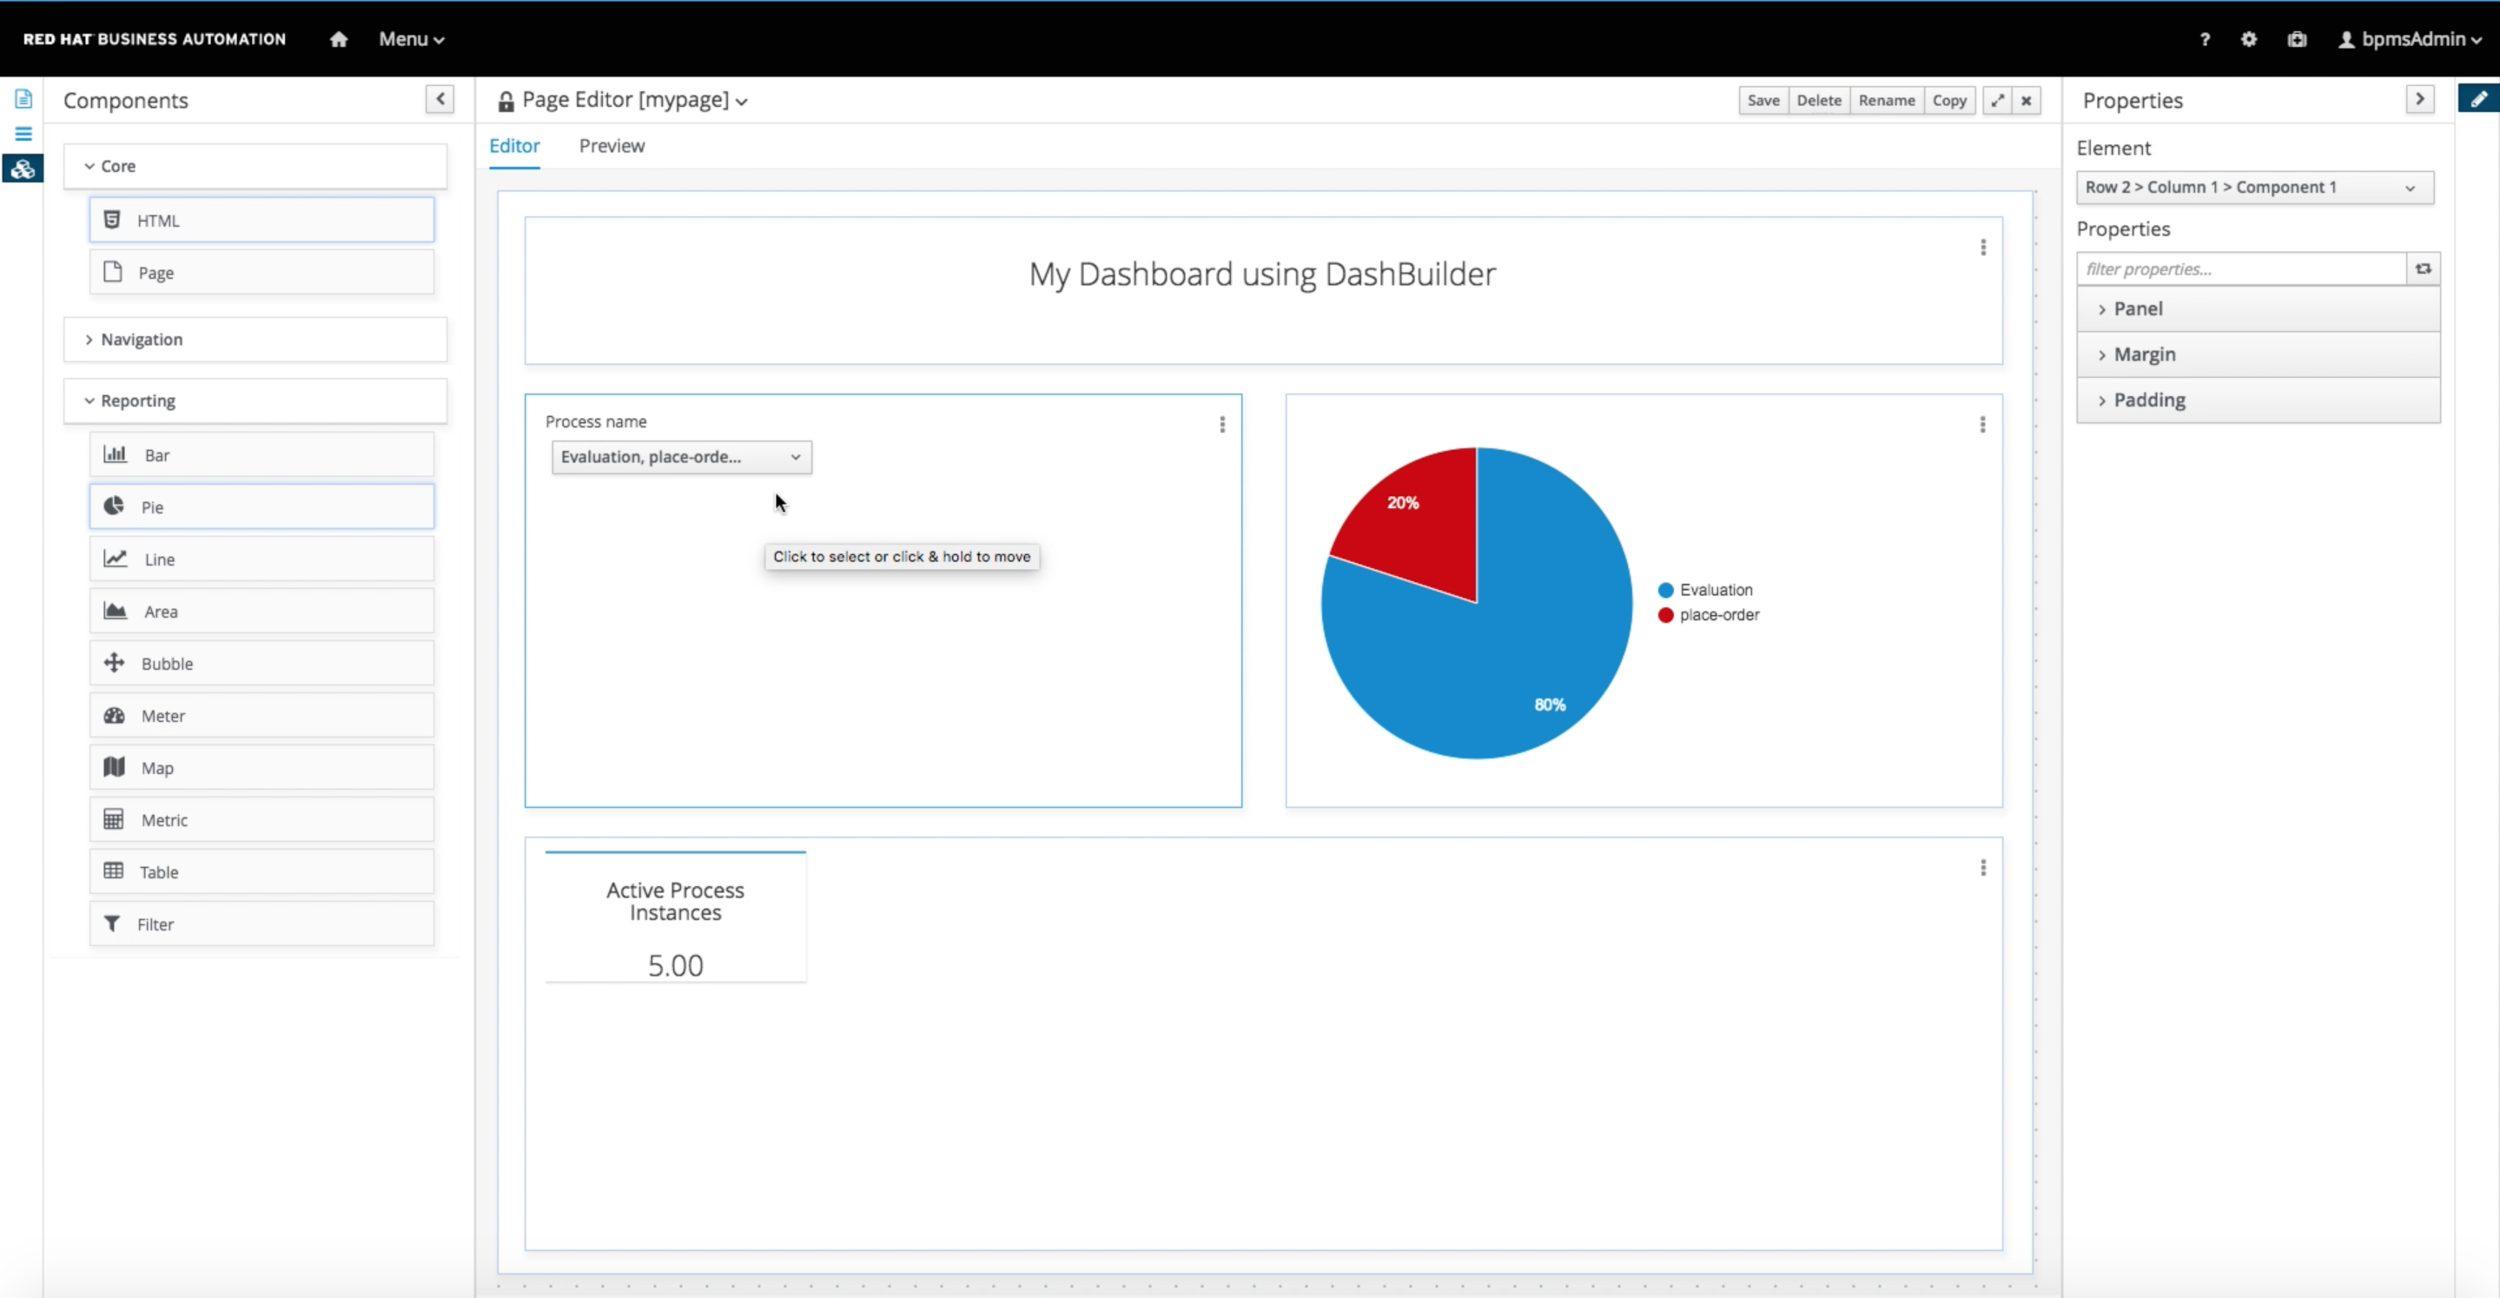 RED HAT BUSINESS AUTOMATION
Menu
?
bpmsAdmin
Components
Core
HTML
Page
Navigation
Reporting
Bar
Pie
Line
Area
Bubble
Meter
Map
Metric
Table
Filter
Page Editor [mypage]
Save
Delete
Rename
Copy
Editor
Preview
My Dashboard using DashBuilder
Process name
Evaluation, place-orde...
Click to select or click & hold to move
20%
80%
Evaluation
place-order
Active Process
Instances
5.00
Properties
Element
Row 2 > Column 1 > Component 1
Properties
filter properties...
Panel
Margin
Padding